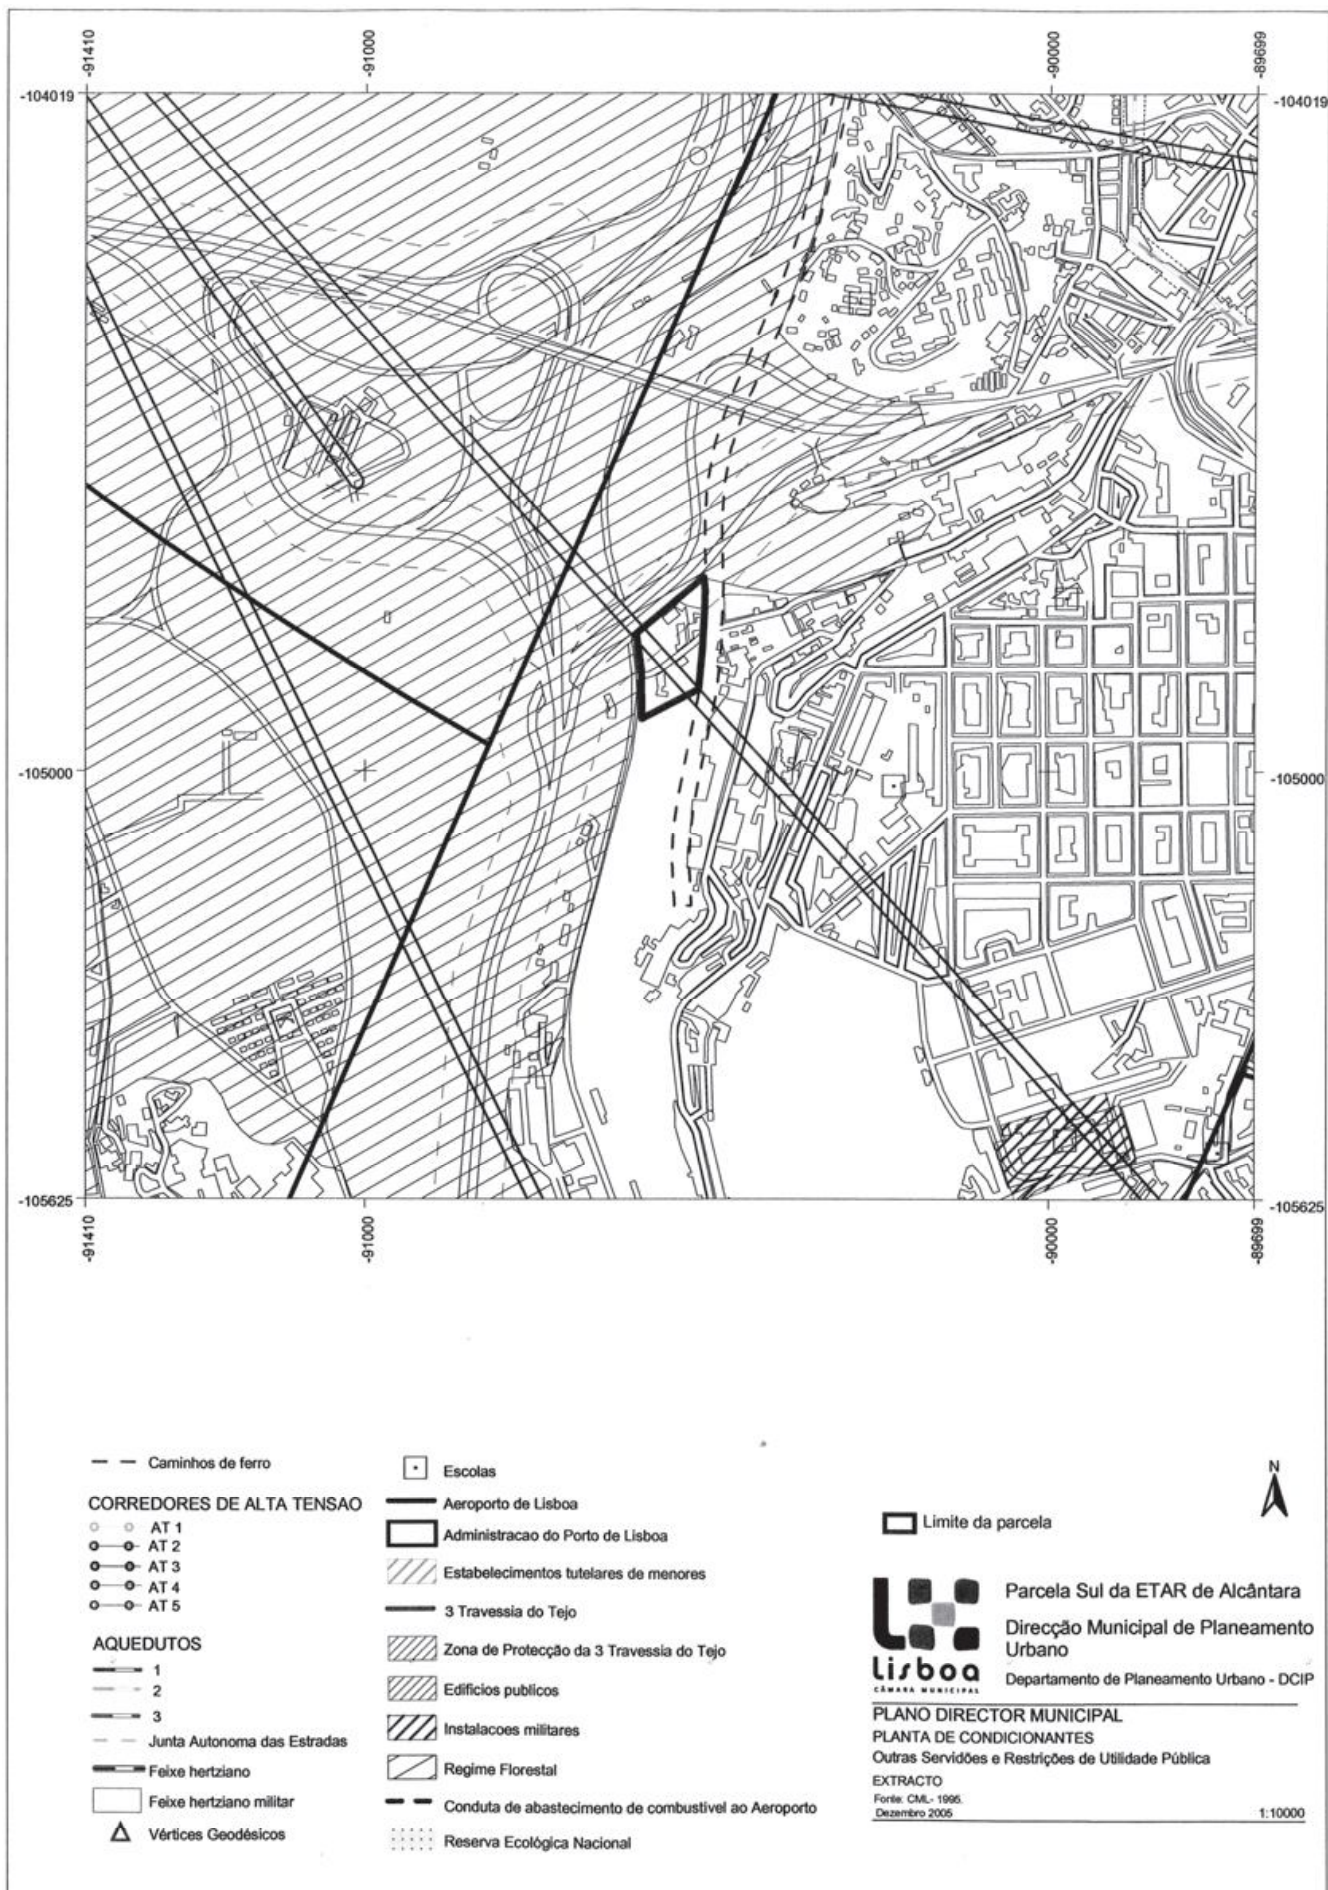 -91410
-91000
-90000
-89699
-104019
-104019
-105000
-105000
-105625
-105625
-91410
-91000
-90000
-89699
Caminhos de ferro
CORREDORES DE ALTA TENSAO
AT 1
AT 2
AT 3
AT 4
AT 5
AQUEDUTOS
1
2
3
Junta Autonoma das Estradas
Feixe hertziano
Feixe hertziano militar
Vértices Geodésicos
Escolas
Aeroporto de Lisboa
Administracao do Porto de Lisboa
Estabelecimentos tutelares de menores
3 Travessia do Tejo
Zona de Protecção da 3 Travessia do Tejo
Edificios publicos
Instalacoes militares
Regime Florestal
Conduta de abastecimento de combustivel ao Aeroporto
Reserva Ecológica Nacional
N
Limite da parcela
Lisboa
CÂMARA MUNICIPAL
Parcela Sul da ETAR de Alcântara
Direcção Municipal de Planeamento
Urbano
Departamento de Planeamento Urbano - DCIP
PLANO DIRECTOR MUNICIPAL
PLANTA DE CONDICIONANTES
Outras Servidões e Restrições de Utilidade Pública
EXTRACTO
Fonte: CML- 1995.
Dezembro 2005
1:10000